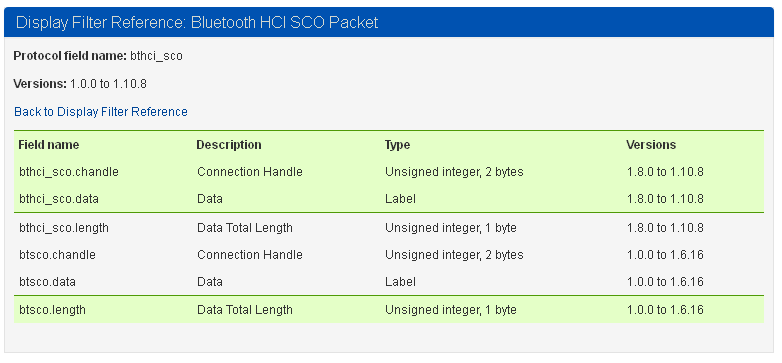 Display Filter Reference: Bluetooth HCI SCO Packet
Protocol field name: bthci_sco
Versions: 1.0.0 to 1.10.8
Back to Display Filter Reference
Field name Description Type Versions
bthci_sco.chandle Connection Handle Unsigned integer, 2 bytes 1.8.0 to 1.10.8
bthci_sco.data Data Label 1.8.0 to 1.10.8
bthci_sco.length Data Total Length Unsigned integer, 1 byte 1.8.0 to 1.10.8
btsco.chandle Connection Handle Unsigned integer, 2 bytes 1.0.0 to 1.6.16
btsco.data Data Label 1.0.0 to 1.6.16
btsco.length Data Total Length Unsigned integer, 1 byte 1.0.0 to 1.6.16